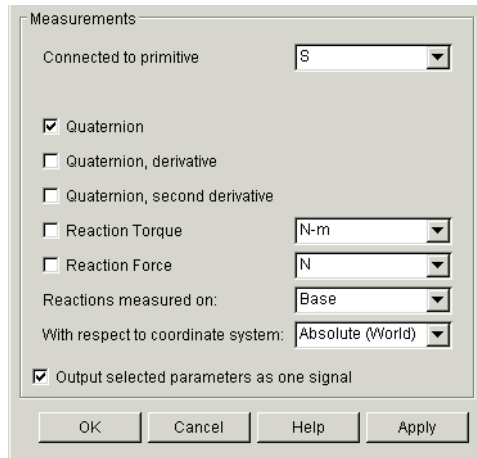 Measurements
Connected to primitive S
Quaternion
Quaternion, derivative
Quaternion, second derivative
Reaction Torque N-m
Reaction Force N
Reactions measured on: Base
With respect to coordinate system: Absolute (World)
Output selected parameters as one signal
OK Cancel Help Apply